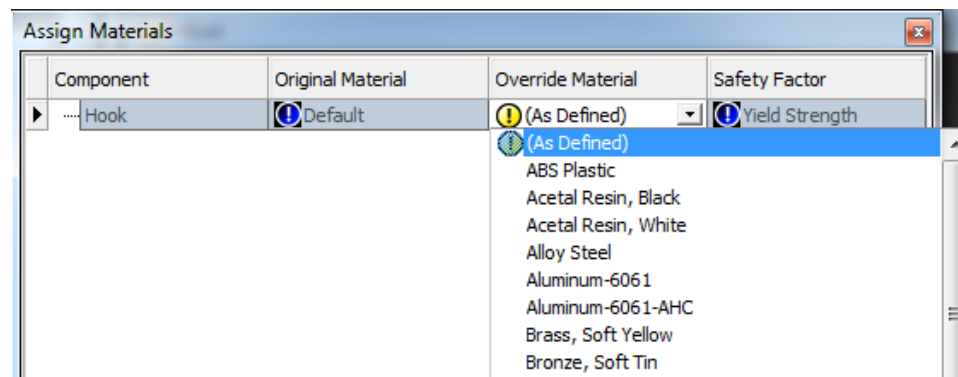 Assign Materials
Component Original Material Override Material Safety Factor
Hook Default (As Defined) Yield Strength
(As Defined)
ABS Plastic
Acetal Resin, Black
Acetal Resin, White
Alloy Steel
Aluminum-6061
Aluminum-6061-AHC
Brass, Soft Yellow
Bronze, Soft Tin